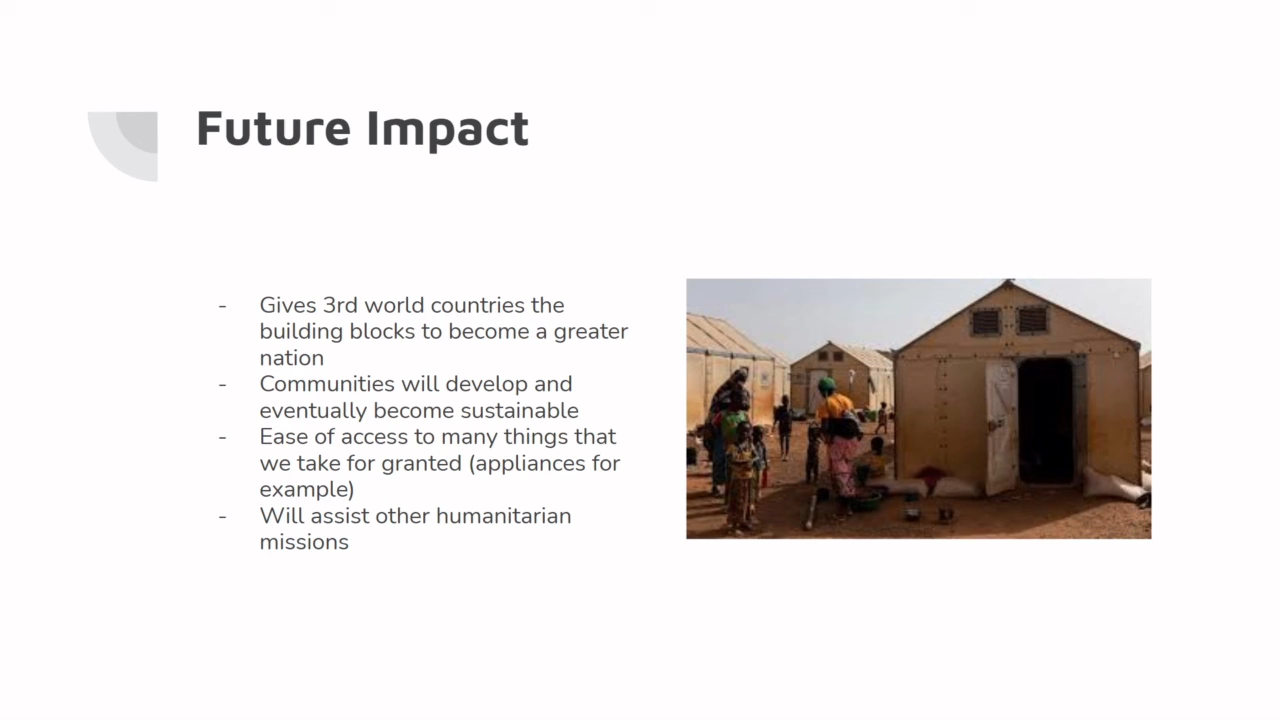 Future Impact
- Gives 3rd world countries the
building blocks to become a greater
nation
- Communities will develop and
eventually become sustainable
- Ease of access to many things that
we take for granted (appliances for
example)
- Will assist other humanitarian
missions